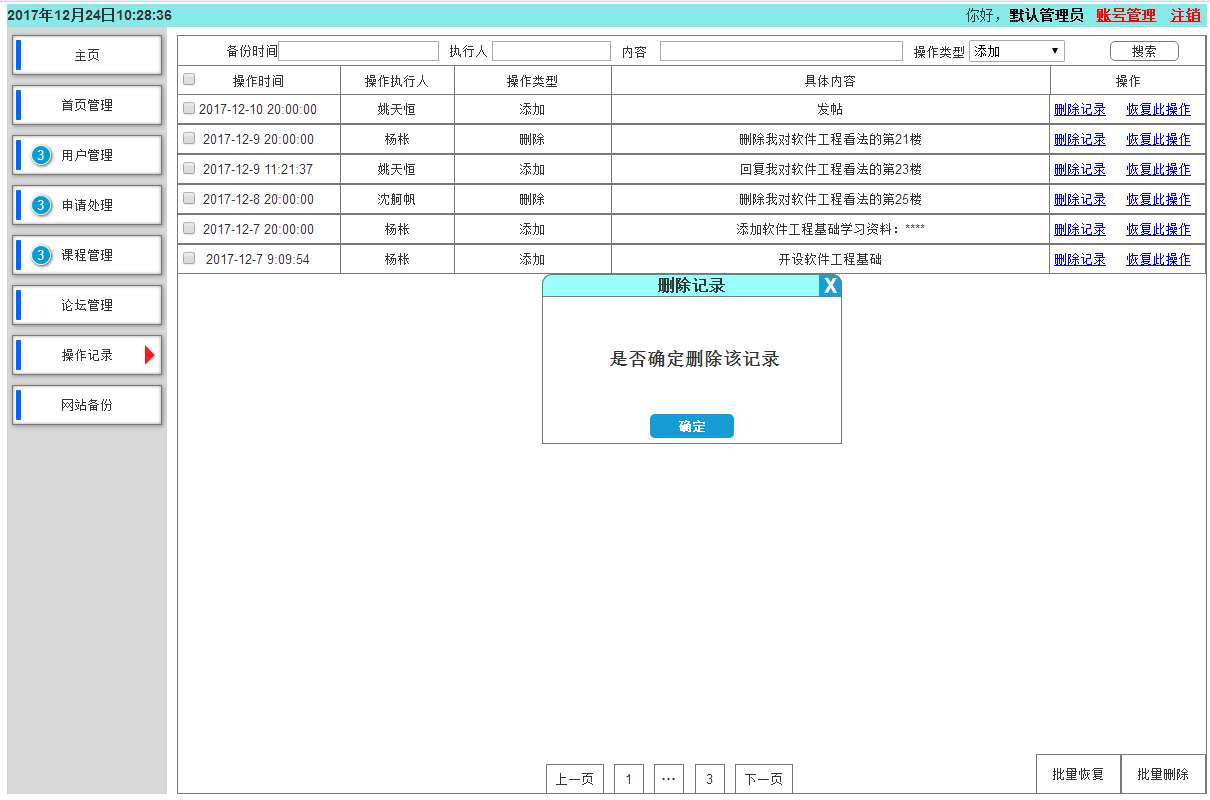 2017年12月24日10:28:36 你好，默认管理员 账号管理 注销
主页
首页管理
3 用户管理
3 申请处理
3 课程管理
论坛管理
操作记录
网站备份
备份时间 执行人 内容 操作类型 添加 搜索
操作时间 操作执行人 操作类型 具体内容 操作
2017-12-10 20:00:00 姚天恒 添加 发帖 删除记录 恢复此操作
2017-12-9 20:00:00 杨枨 删除 删除我对软件工程看法的第21楼 删除记录 恢复此操作
2017-12-9 11:21:37 姚天恒 添加 回复我对软件工程看法的第23楼 删除记录 恢复此操作
2017-12-8 20:00:00 沈舸帆 删除 删除我对软件工程看法的第25楼 删除记录 恢复此操作
2017-12-7 20:00:00 杨枨 添加 添加软件工程基础学习资料：**** 删除记录 恢复此操作
2017-12-7 9:09:54 杨枨 添加 开设软件工程基础 删除记录 恢复此操作
删除记录 X
是否确定删除该记录
确定
上一页 1 … 3 下一页 批量恢复 批量删除